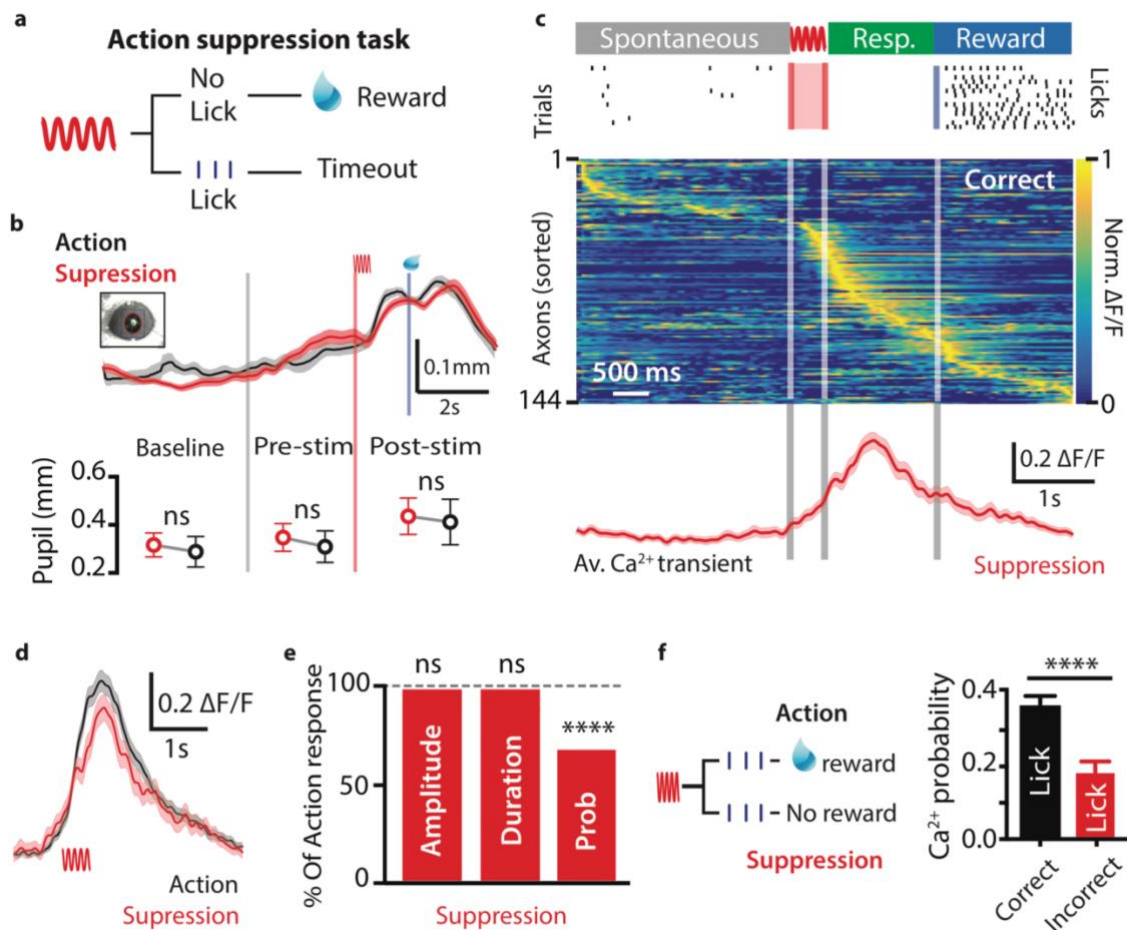 a
Action suppression task
No
Lick
Reward
Lick
Timeout
b
Action
Supression
0.1mm
2s
Baseline
Pre-stim
Post-stim
Pupil (mm)
0.6
0.4
0.2
ns
ns
ns
c
Spontaneous
Resp.
Reward
Trials
Licks
1
144
Axons (sorted)
Correct
500 ms
1
0
Norm. ΔF/F
0.2 ΔF/F
1s
Av. Ca²⁺ transient
Suppression
d
0.2 ΔF/F
1s
Action
Supression
e
% Of Action response
100
50
0
ns
ns
****
Amplitude
Duration
Prob
Suppression
f
Action
reward
No reward
Suppression
Ca²⁺ probability
0.4
0.2
0.0
****
Lick
Lick
Correct
Incorrect